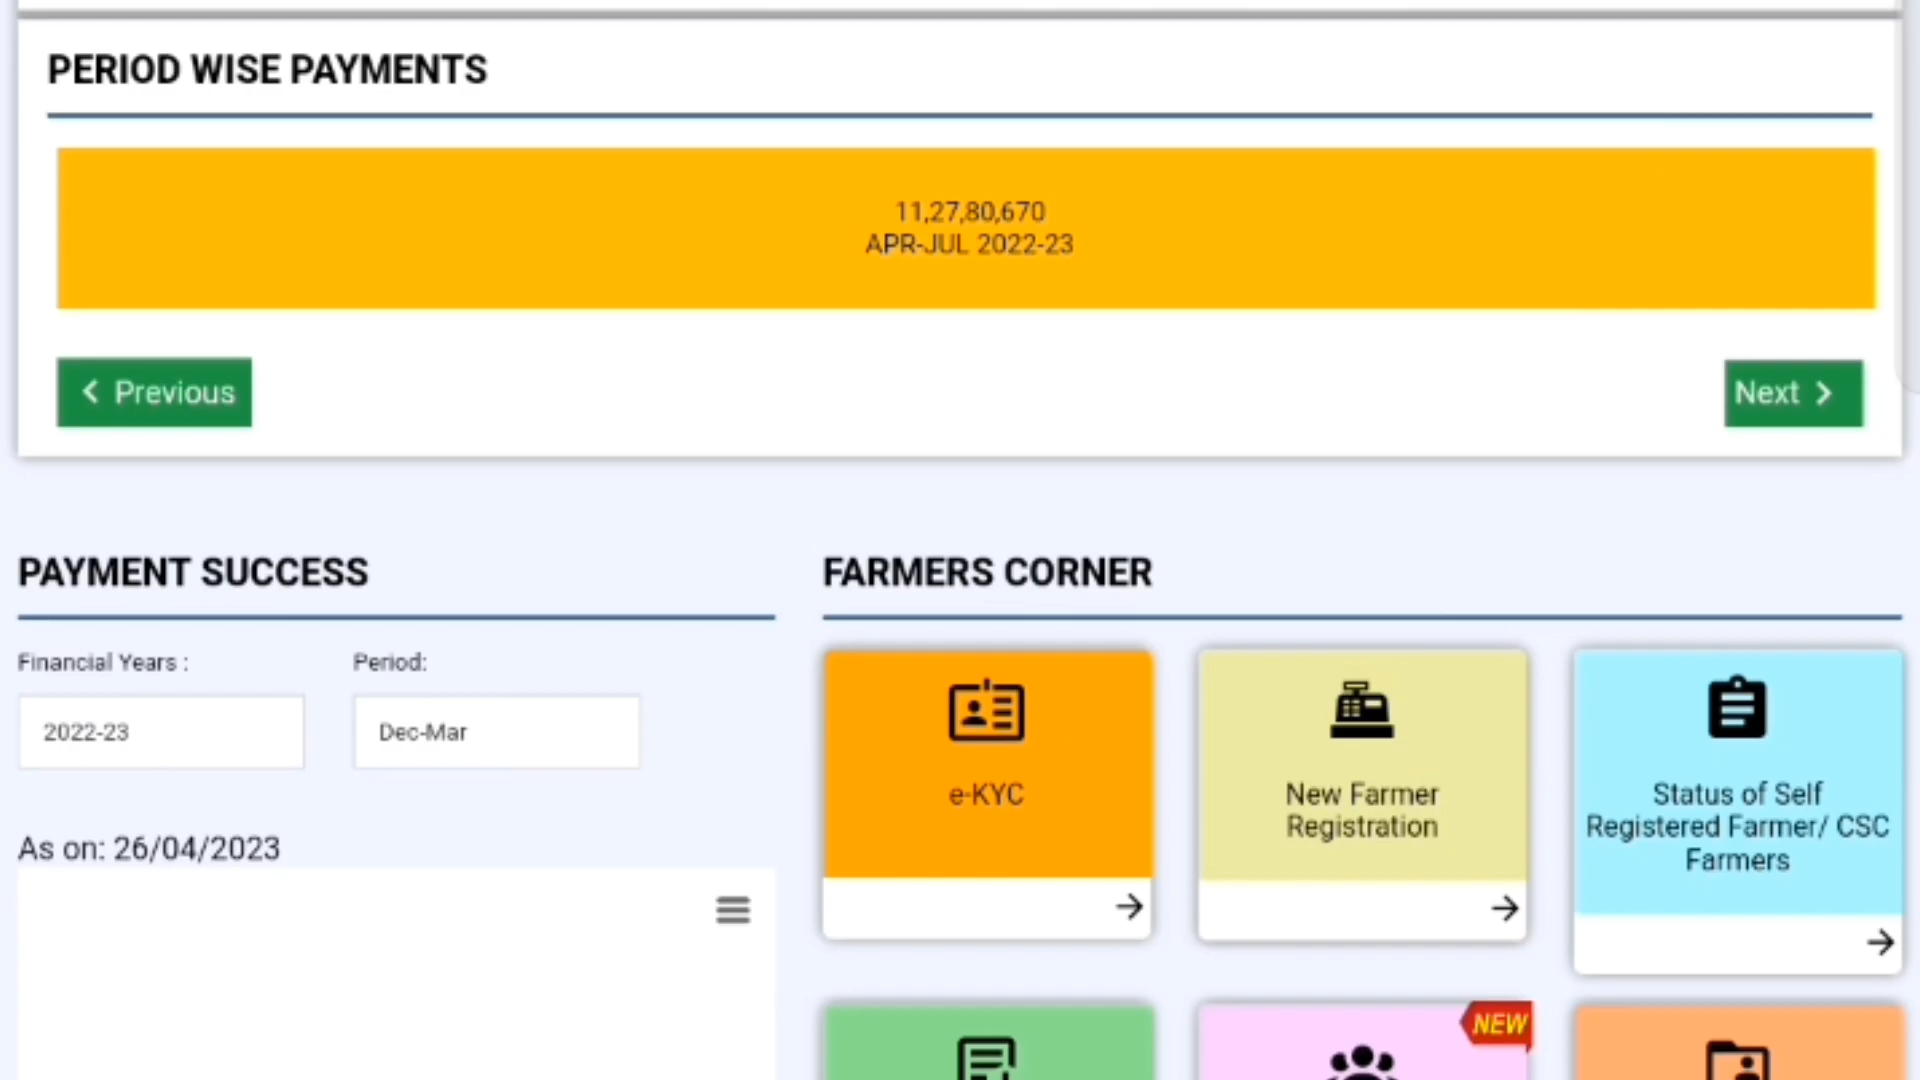 PERIOD WISE PAYMENTS
11,27,80,670
APR-JUL 2022-23
Previous
Next
PAYMENT SUCCESS
Financial Years :
Period:
2022-23
Dec-Mar
As on: 26/04/2023
FARMERS CORNER
e-KYC
New Farmer
Registration
Status of Self
Registered Farmer/ CSC
Farmers
NEW